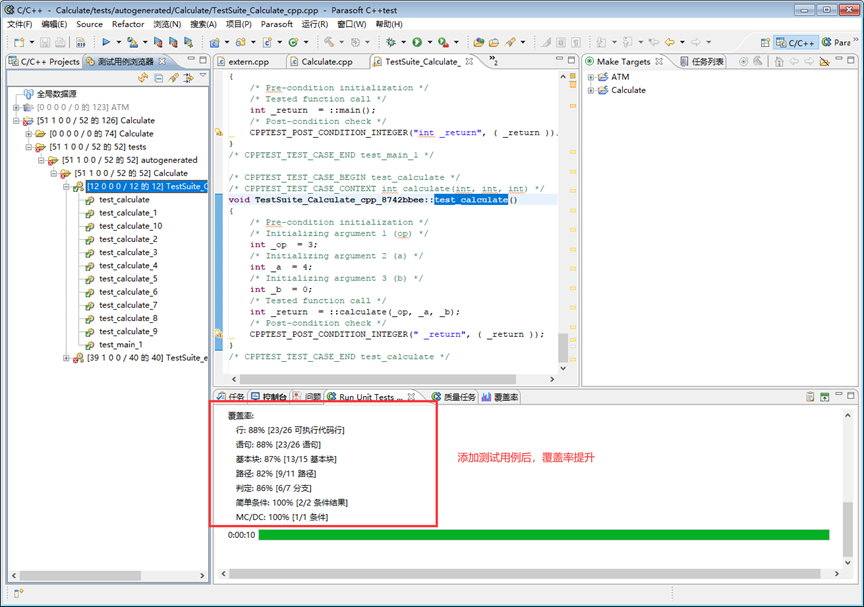 C/C++ - Calculate/tests/autogenerated/Calculate/TestSuite_Calculate_cpp.cpp - Parasoft C++test
文件(F) 编辑(E) Source Refactor 浏览(N) 搜索(A) 项目(P) Parasoft 运行(R) 窗口(W) 帮助(H)
C/C++ Para
C/C++ Projects 测试用例浏览器
全局数据源
[0 0 0 0 / 0 的 123] ATM
[51 1 0 0 / 52 的 126] Calculate
[0 0 0 0 / 0 的 74] Calculate
[51 1 0 0 / 52 的 52] tests
[51 1 0 0 / 52 的 52] autogenerated
[51 1 0 0 / 52 的 52] Calculate
[12 0 0 0 / 12 的 12] TestSuite_C
test_calculate
test_calculate_1
test_calculate_10
test_calculate_2
test_calculate_3
test_calculate_4
test_calculate_5
test_calculate_6
test_calculate_7
test_calculate_8
test_calculate_9
test_main_1
[39 1 0 0 / 40 的 40] TestSuite_e
extern.cpp Calculate.cpp TestSuite_Calculate_ »2
{
/* Pre-condition initialization */
/* Tested function call */
int _return = ::main();
/* Post-condition check */
CPPTEST_POST_CONDITION_INTEGER("int _return", ( _return ));
}
/* CPPTEST_TEST_CASE_END test_main_1 */
/* CPPTEST_TEST_CASE_BEGIN test_calculate */
/* CPPTEST_TEST_CASE_CONTEXT int calculate(int, int, int) */
void TestSuite_Calculate_cpp_8742bbee::test_calculate()
{
/* Pre-condition initialization */
/* Initializing argument 1 (op) */
int _op = 3;
/* Initializing argument 2 (a) */
int _a = 4;
/* Initializing argument 3 (b) */
int _b = 0;
/* Tested function call */
int _return = ::calculate(_op, _a, _b);
/* Post-condition check */
CPPTEST_POST_CONDITION_INTEGER(" _return", ( _return ));
}
/* CPPTEST_TEST_CASE_END test_calculate */
Make Targets 任务列表
ATM
Calculate
任务 控制台 问题 Run Unit Tests ... 质量任务 覆盖率
覆盖率:
行: 88% [23/26 可执行代码行]
语句: 88% [23/26 语句]
基本块: 87% [13/15 基本块]
路径: 82% [9/11 路径]
判定: 86% [6/7 分支]
简单条件: 100% [2/2 条件结果]
MC/DC: 100% [1/1 条件]
添加测试用例后，覆盖率提升
0:00:10